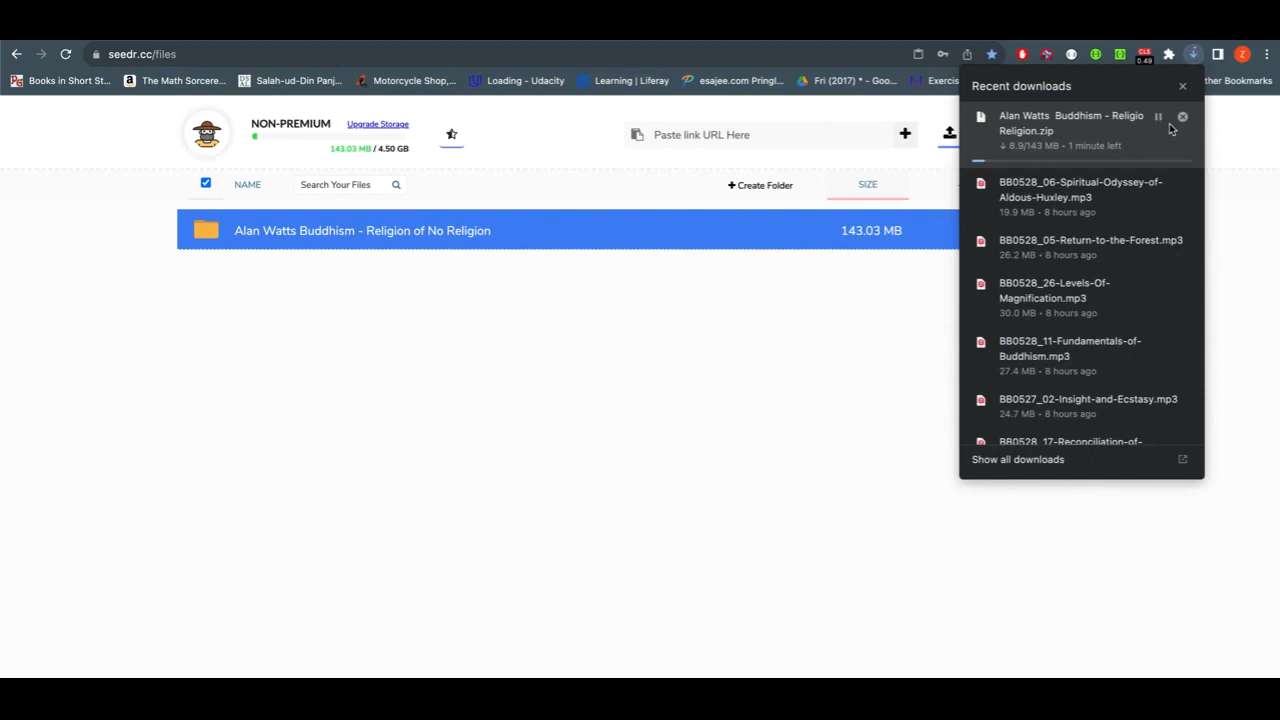 seedr.cc/files
CLS
0.49
Z
Books in Short St...
The Math Sorcere...
Salah-ud-Din Panj...
Motorcycle Shop,...
Loading - Udacity
Learning | Liferay
esajee.com Pringl...
Fri (2017) * - Goo...
Exercis
ther Bookmarks
NON-PREMIUM
Upgrade Storage
143.03 MB / 4.50 GB
Paste link URL Here
NAME
Search Your Files
Create Folder
SIZE
Alan Watts Buddhism - Religion of No Religion
143.03 MB
Recent downloads
Alan Watts Buddhism - Religio
Religion.zip
↓ 8.9/143 MB • 1 minute left
BB0528_06-Spiritual-Odyssey-of-
Aldous-Huxley.mp3
19.9 MB • 8 hours ago
BB0528_05-Return-to-the-Forest.mp3
26.2 MB • 8 hours ago
BB0528_26-Levels-Of-
Magnification.mp3
30.0 MB • 8 hours ago
BB0528_11-Fundamentals-of-
Buddhism.mp3
27.4 MB • 8 hours ago
BB0527_02-Insight-and-Ecstasy.mp3
24.7 MB • 8 hours ago
BB0528_17-Reconciliation-of-
Show all downloads